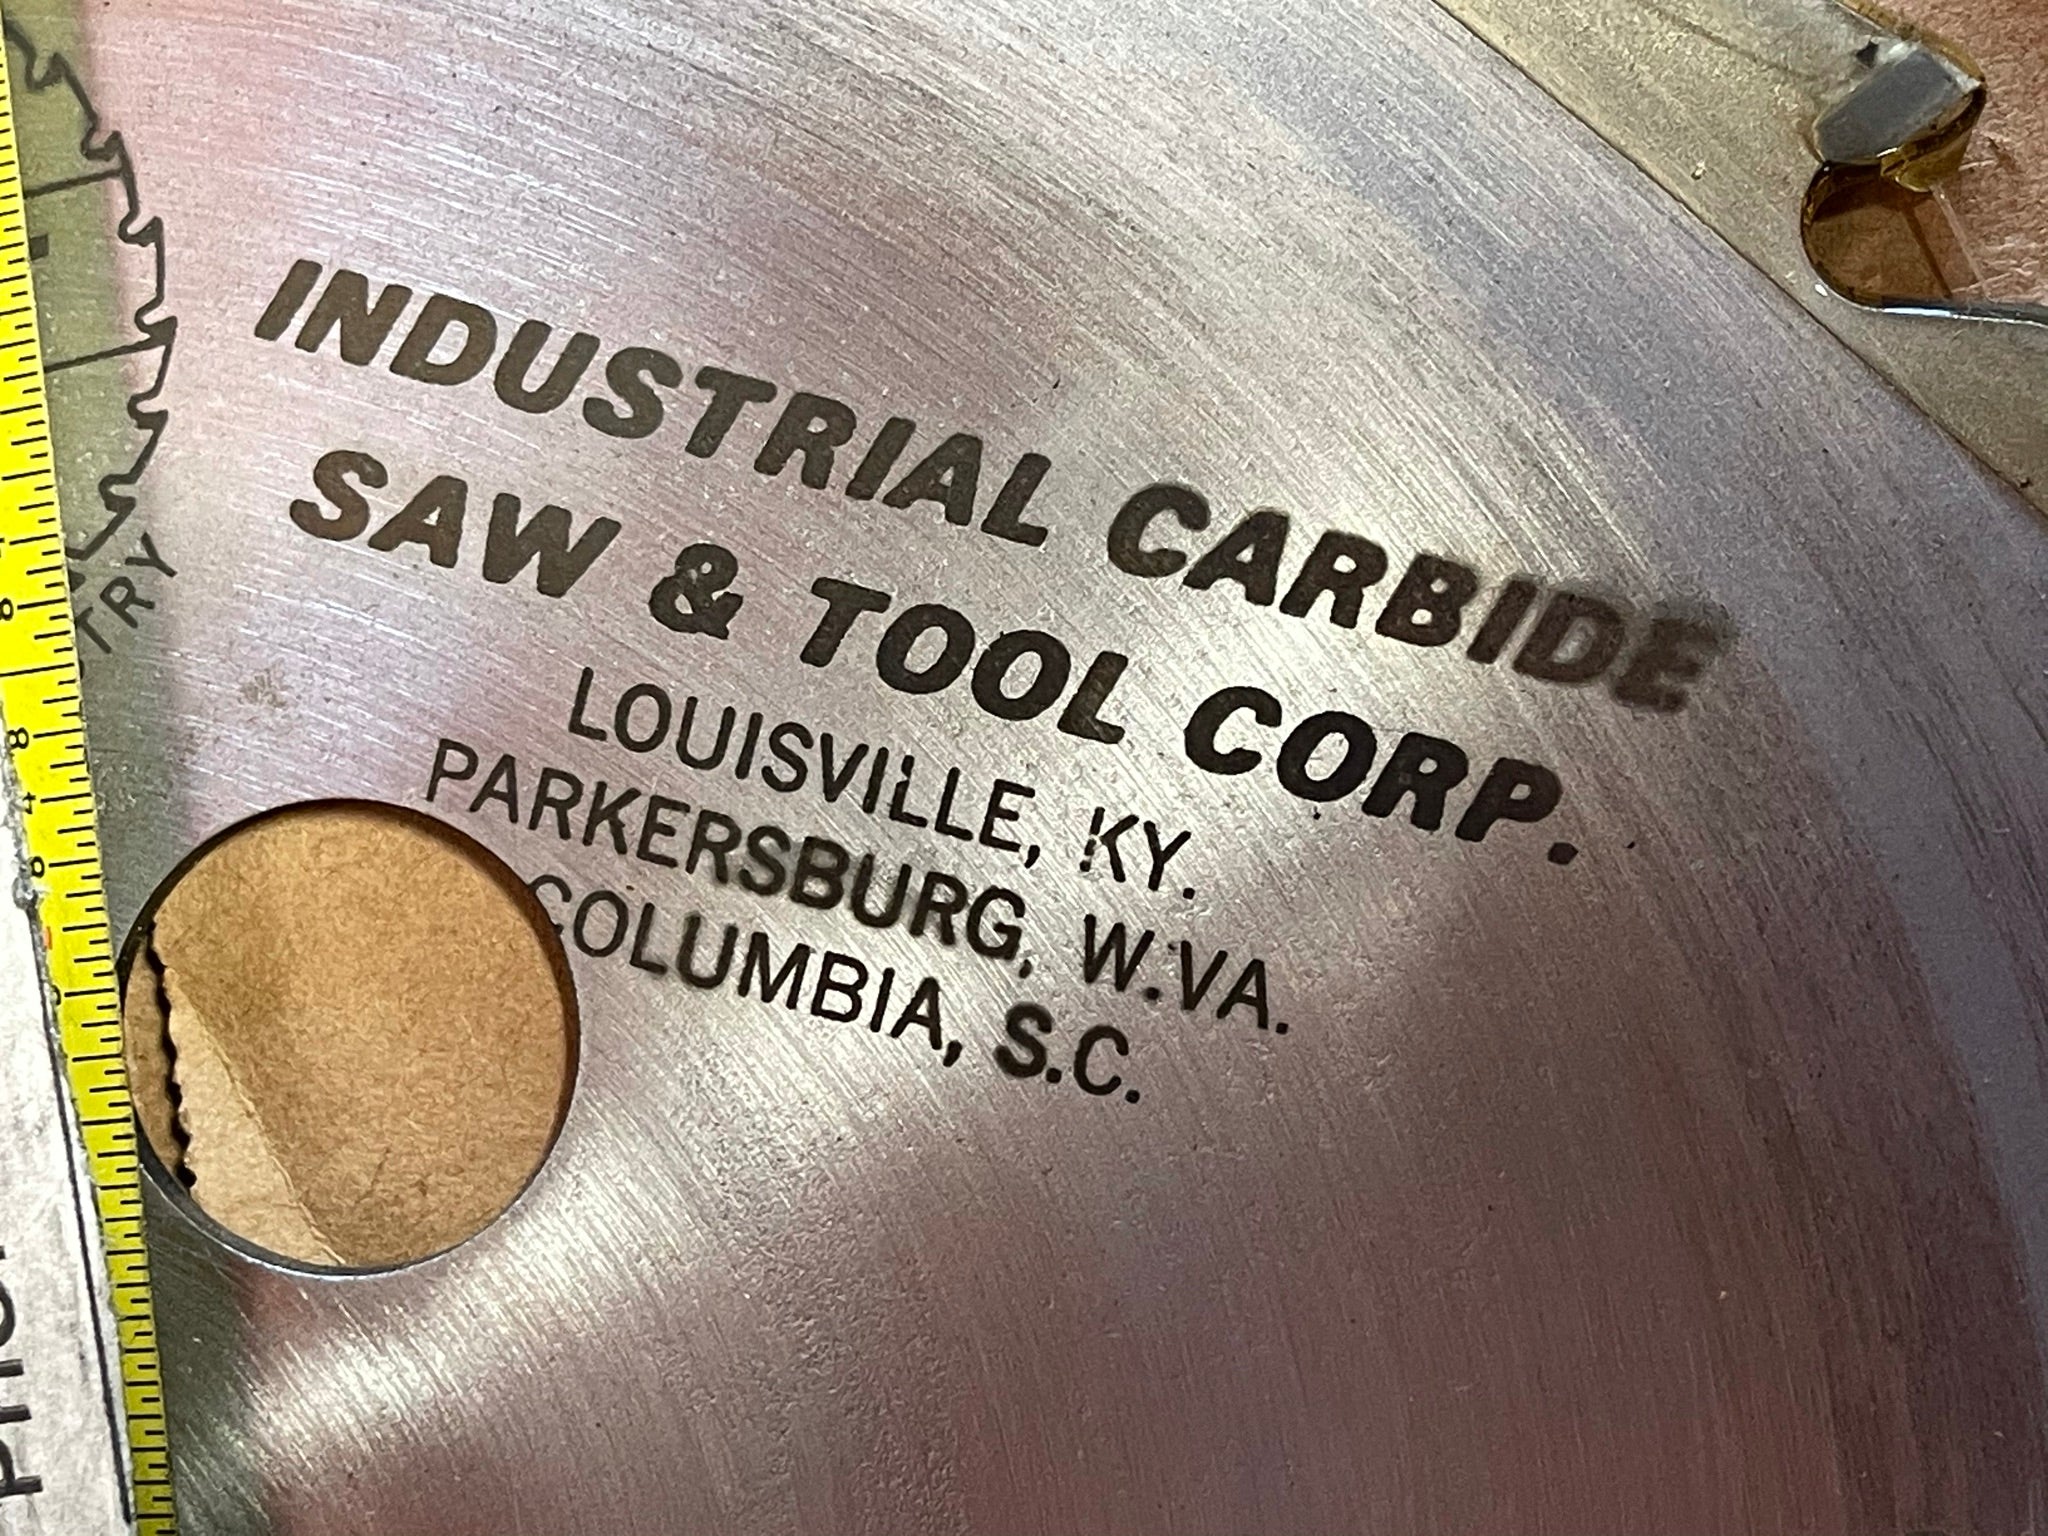 INDUSTRIAL CARBIDE
SAW & TOOL CORP.
LOUISVILLE, KY.
PARKERSBURG, W.VA.
COLUMBIA, S.C.